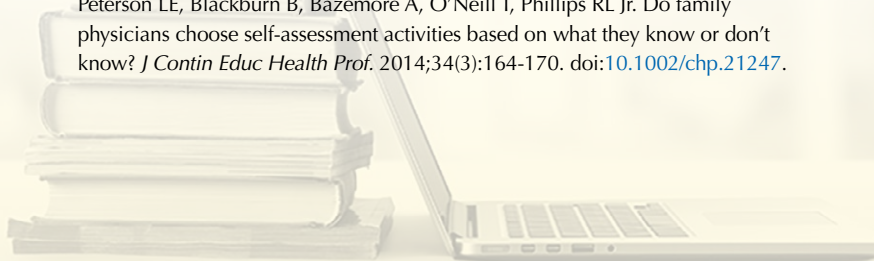 Peterson LE, Blackburn B, Bazemore A, O'Neill T, Phillips RL Jr. Do family
physicians choose self-assessment activities based on what they know or don't
know? J Contin Educ Health Prof. 2014;34(3):164-170. doi:10.1002/chp.21247.